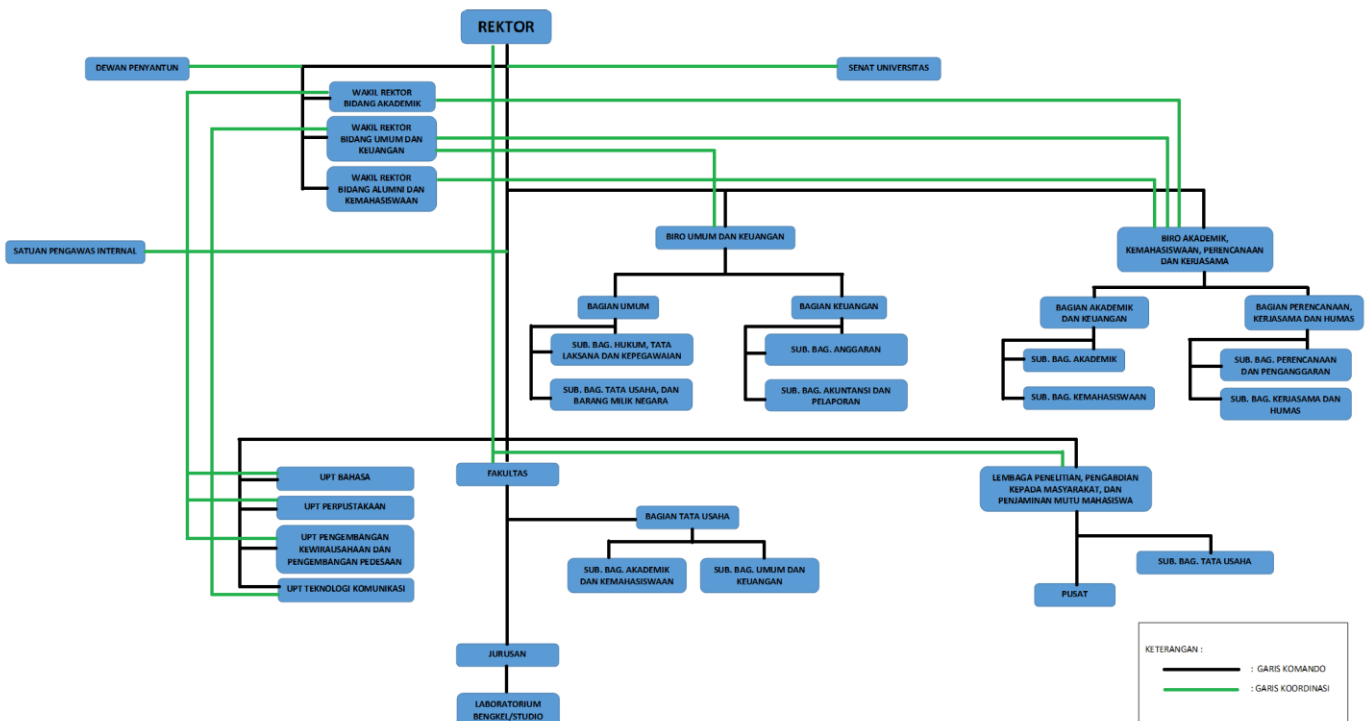 REKTOR
DEWAN PENYANTUN
SENAT UNIVERSITAS
WAKIL REKTOR
BIDANG AKADEMIK
WAKIL REKTOR
BIDANG UMUM DAN
KEUANGAN
WAKIL REKTOR
BIDANG ALUMNI DAN
KEMAHASISWAAN
SATUAN PENGAWAS INTERNAL
BIRO UMUM DAN KEUANGAN
BIRO AKADEMIK,
KEMAHASISWAAN, PERENCANAAN
DAN KERJASAMA
BAGIAN UMUM
SUB. BAG. HUKUM, TATA
LAKSANA DAN KEPEGAWAIAN
SUB. BAG. TATA USAHA, DAN
BARANG MILIK NEGARA
BAGIAN KEUANGAN
SUB. BAG. ANGGARAN
SUB. BAG. AKUNTANSI DAN
PELAPORAN
BAGIAN AKADEMIK
DAN KEUANGAN
SUB. BAG. AKADEMIK
SUB. BAG. KEMAHASISWAAN
BAGIAN PERENCANAAN,
KERJASAMA DAN HUMAS
SUB. BAG. PERENCANAAN
DAN PENGANGGARAN
SUB. BAG. KERJASAMA DAN
HUMAS
UPT BAHASA
UPT PERPUSTAKAAN
UPT PENGEMBANGAN
KEWIRAUSAHAAN DAN
PENGEMBANGAN PEDESAAN
UPT TEKNOLOGI KOMUNIKASI
FAKULTAS
BAGIAN TATA USAHA
SUB. BAG. AKADEMIK
DAN KEMAHASISWAAN
SUB. BAG. UMUM DAN
KEUANGAN
LEMBAGA PENELITIAN, PENGABDIAN
KEPADA MASYARAKAT, DAN
PENJAMINAN MUTU MAHASISWA
SUB. BAG. TATA USAHA
PUSAT
JURUSAN
LABORATORIUM
BENGKEL/STUDIO
KETERANGAN :
: GARIS KOMANDO
: GARIS KOORDINASI